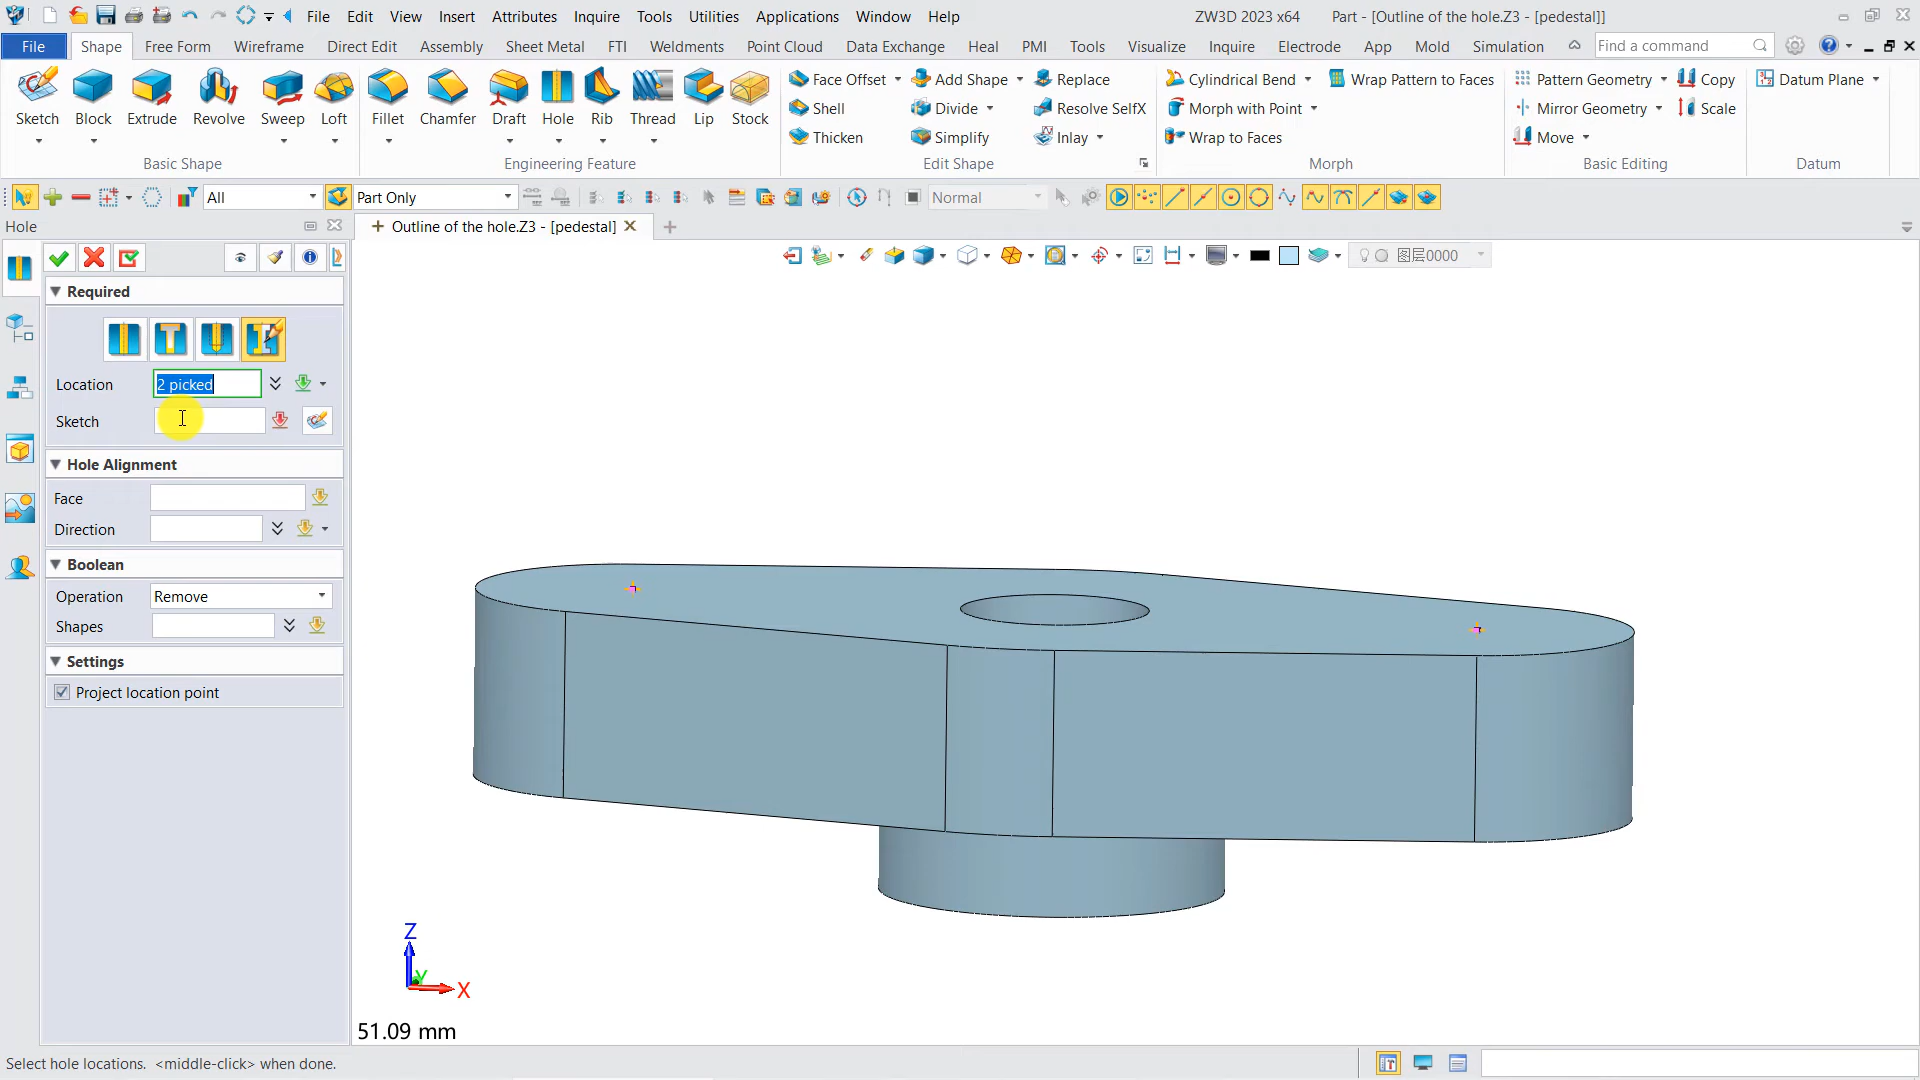 File Edit View Insert Attributes Inquire Tools Utilities Applications Window Help ZW3D 2023 x64 Part - [Outline of the hole.Z3 - [pedestal]]
File Shape Free Form Wireframe Direct Edit Assembly Sheet Metal FTI Weldments Point Cloud Data Exchange Heal PMI Tools Visualize Inquire Electrode App Mold Simulation Find a command
Face Offset Add Shape Replace Cylindrical Bend Wrap Pattern to Faces Pattern Geometry Copy Datum Plane
Sketch Block Extrude Revolve Sweep Loft Fillet Chamfer Draft Hole Rib Thread Lip Stock Shell Divide Resolve SelfX Morph with Point Mirror Geometry Scale
Thicken Simplify Inlay Wrap to Faces Move
Basic Shape Engineering Feature Edit Shape Morph Basic Editing Datum
All Part Only Normal
Hole Outline of the hole.Z3 - [pedestal]
图层0000
Required
Location 2 picked
Sketch
Hole Alignment
Face
Direction
Boolean
Operation Remove
Shapes
Settings
Project location point
Z
Y
X
51.09 mm
Select hole locations. <middle-click> when done.